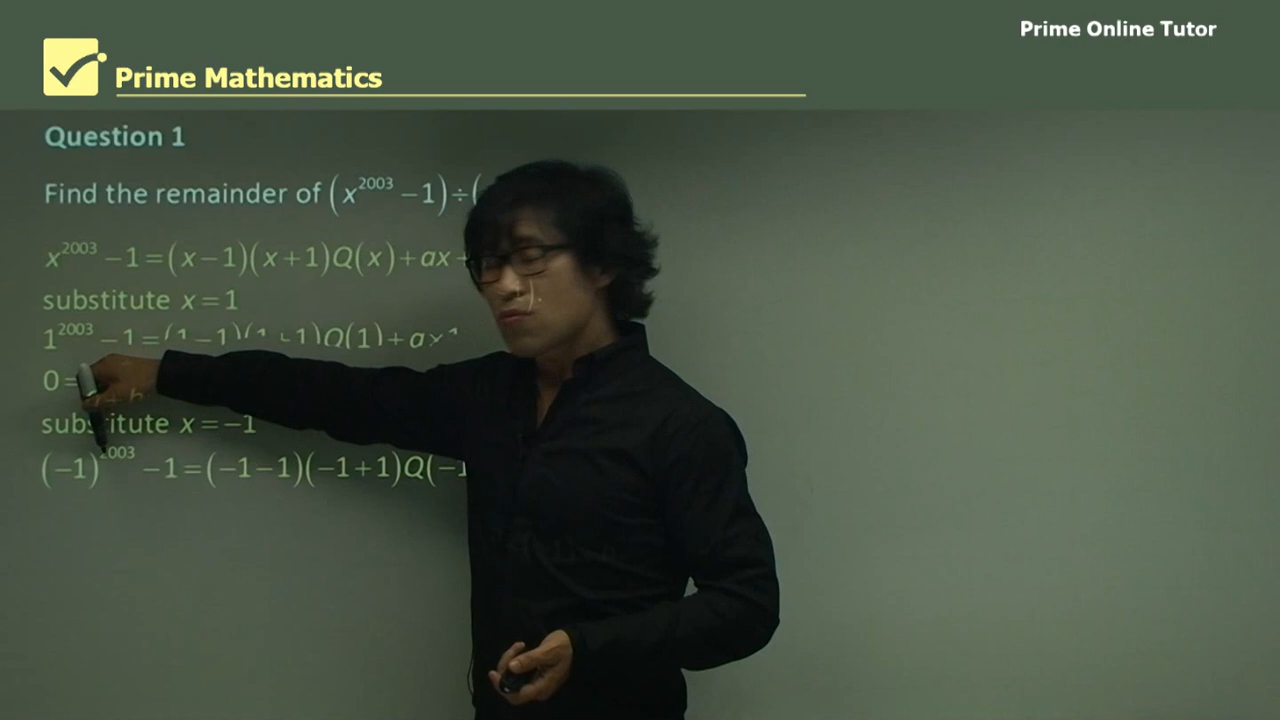 Prime Online Tutor
Prime Mathematics
Question 1
Find the remainder of (x²⁰⁰³ −1)÷(
x²⁰⁰³ −1=(x−1)(x+1)Q(x)+ax
substitute x=1
1²⁰⁰³ −1=(1−1)(1+1)Q(1)+a×1
0=
substitute x=−1
(−1)²⁰⁰³ −1=(−1−1)(−1+1)Q(−1